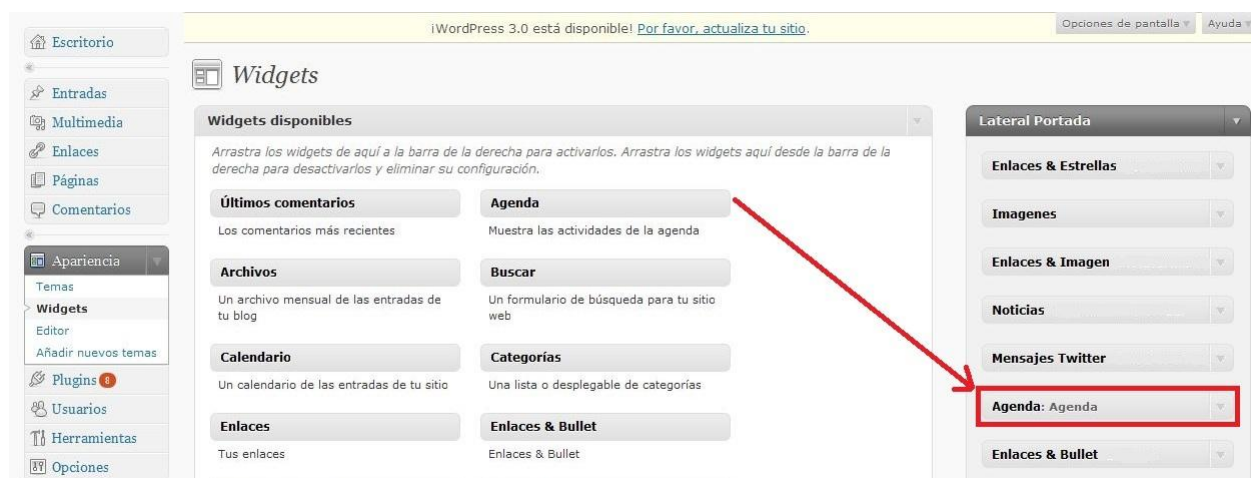 ¡WordPress 3.0 está disponible! Por favor, actualiza tu sitio.
Opciones de pantalla
Ayuda
Escritorio
Entradas
Multimedia
Enlaces
Páginas
Comentarios
Apariencia
Temas
Widgets
Editor
Añadir nuevos temas
Plugins 8
Usuarios
Herramientas
Opciones
Widgets
Widgets disponibles
Arrastra los widgets de aquí a la barra de la derecha para activarlos. Arrastra los widgets aquí desde la barra de la
derecha para desactivarlos y eliminar su configuración.
Últimos comentarios
Los comentarios más recientes
Agenda
Muestra las actividades de la agenda
Archivos
Un archivo mensual de las entradas de
tu blog
Buscar
Un formulario de búsqueda para tu sitio
web
Calendario
Un calendario de las entradas de tu sitio
Categorías
Una lista o desplegable de categorías
Enlaces
Tus enlaces
Enlaces & Bullet
Enlaces & Bullet
Lateral Portada
Enlaces & Estrellas
Imagenes
Enlaces & Imagen
Noticias
Mensajes Twitter
Agenda: Agenda
Enlaces & Bullet